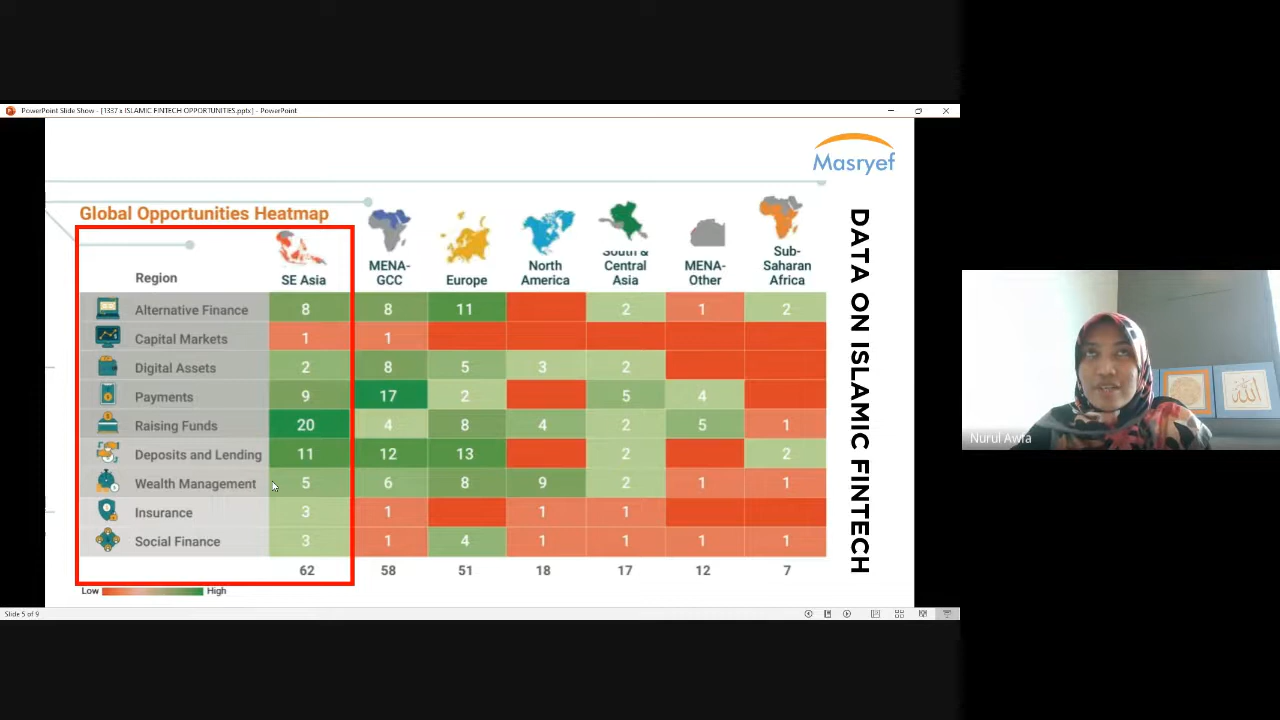 PowerPoint Slide Show - [1337 x ISLAMIC FINTECH OPPORTUNITIES.pptx] - PowerPoint
Masryef
Global Opportunities Heatmap
Region SE Asia MENA-GCC Europe North America South & Central Asia MENA-Other Sub-Saharan Africa
Alternative Finance 8 8 11 2 1 2
Capital Markets 1 1
Digital Assets 2 8 5 3 2
Payments 9 17 2 5 4
Raising Funds 20 4 8 4 2 5 1
Deposits and Lending 11 12 13 2 2
Wealth Management 5 6 8 9 2 1 1
Insurance 3 1 1 1
Social Finance 3 1 4 1 1 1 1
62 58 51 18 17 12 7
Low High
DATA ON ISLAMIC FINTECH
Slide 5 of 9
Nurul Awfa
الله